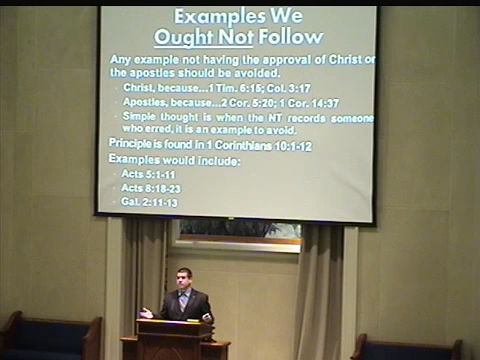 Examples We
Ought Not Follow
Any example not having the approval of Christ or
the apostles should be avoided.
Christ, because...1 Tim. 6:15; Col. 3:17
Apostles, because...2 Cor. 5:20; 1 Cor. 14:37
Simple thought is when the NT records someone
who erred, it is an example to avoid.
Principle is found in 1 Corinthians 10:1-12
Examples would include:
Acts 5:1-11
Acts 8:18-23
Gal. 2:11-13